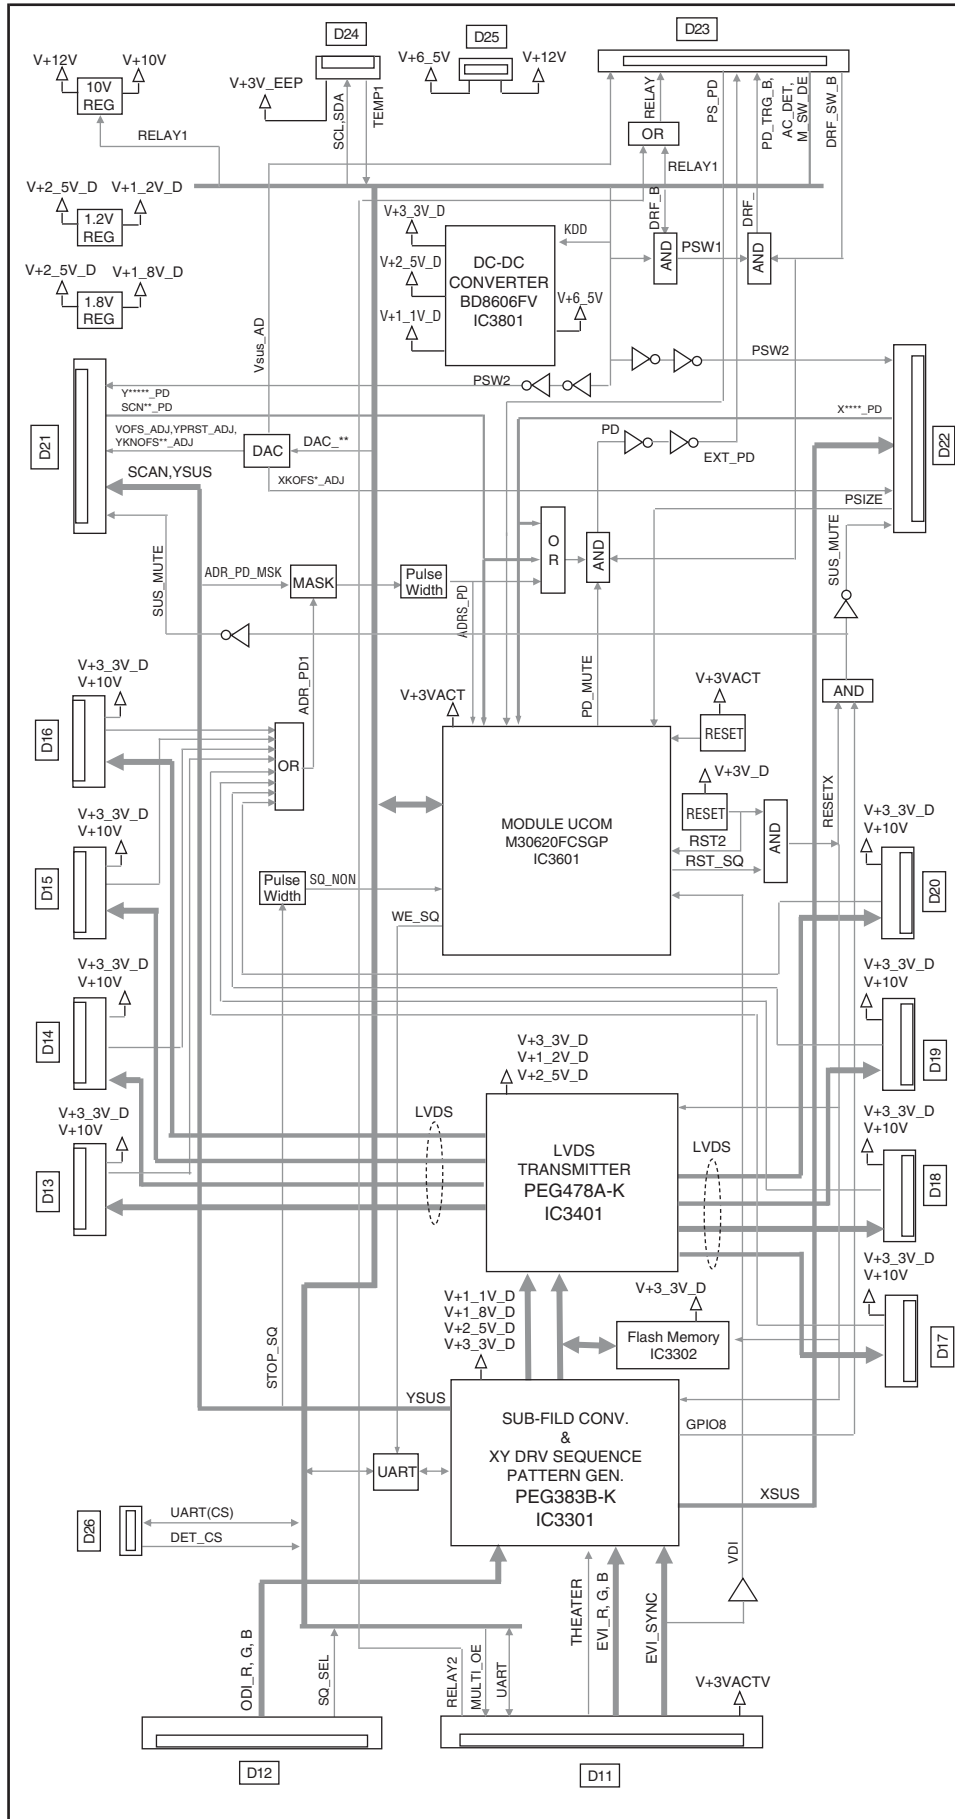 D24
D25
D23
V+12V
V+10V
10V
REG
V+3V_EEP
V+6_5V
V+12V
RELAY1
SCL,SDA
TEMP1
RELAY
PS_PD
PD_TRG_B,
AC_DET,
M_SW_DE
DRF_SW_B
OR
RELAY1
V+2_5V_D
V+1_2V_D
1.2V
REG
V+3_3V_D
KDD
DRF_B
AND
PSW1
DRF_
AND
V+2_5V_D
V+1_8V_D
1.8V
REG
V+2_5V_D
DC-DC
CONVERTER
BD8606FV
IC3801
V+6_5V
V+1_1V_D
Vsus_AD
PSW2
PSW2
Y*****_PD
SCN**_PD
X****_PD
D21
VOFS_ADJ,YPRST_ADJ,
YKNOFS**_ADJ
DAC
DAC_**
PD
EXT_PD
D22
SCAN,YSUS
XKOFS*_ADJ
PSIZE
SUS_MUTE
ADR_PD_MSK
MASK
Pulse
Width
ADRS_PD
O
R
AND
SUS_MUTE
ADR_PD1
PD_MUTE
V+3_3V_D
V+10V
D16
OR
V+3VACT
V+3VACT
RESET
AND
V+3V_D
RESET
RESETX
V+3_3V_D
V+10V
D15
MODULE UCOM
M30620FCSGP
IC3601
RST2
RST_SQ
AND
V+3_3V_D
V+10V
D20
Pulse
Width
SQ_NON
WE_SQ
V+3_3V_D
V+10V
D14
V+3_3V_D
V+10V
D19
V+3_3V_D
V+1_2V_D
V+2_5V_D
V+3_3V_D
V+10V
D13
LVDS
LVDS
TRANSMITTER
PEG478A-K
IC3401
LVDS
V+3_3V_D
V+10V
D18
V+1_1V_D
V+1_8V_D
V+2_5V_D
V+3_3V_D
V+3_3V_D
Flash Memory
IC3302
V+3_3V_D
V+10V
D17
STOP_SQ
YSUS
SUB-FILD CONV.
&
XY DRV SEQUENCE
PATTERN GEN.
PEG383B-K
IC3301
GPIO8
UART
XSUS
D26
UART(CS)
DET_CS
VDI
THEATER
EVI_R, G, B
EVI_SYNC
ODI_R, G, B
SQ_SEL
RELAY2
MULTI_OE
UART
V+3VACTV
D12
D11